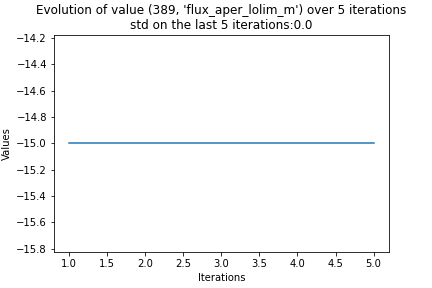 Evolution of value (389, 'flux_aper_lolim_m') over 5 iterations
std on the last 5 iterations:0.0
−14.2
−14.4
−14.6
−14.8
−15.0
−15.2
−15.4
−15.6
−15.8
Values
1.0 1.5 2.0 2.5 3.0 3.5 4.0 4.5 5.0
Iterations